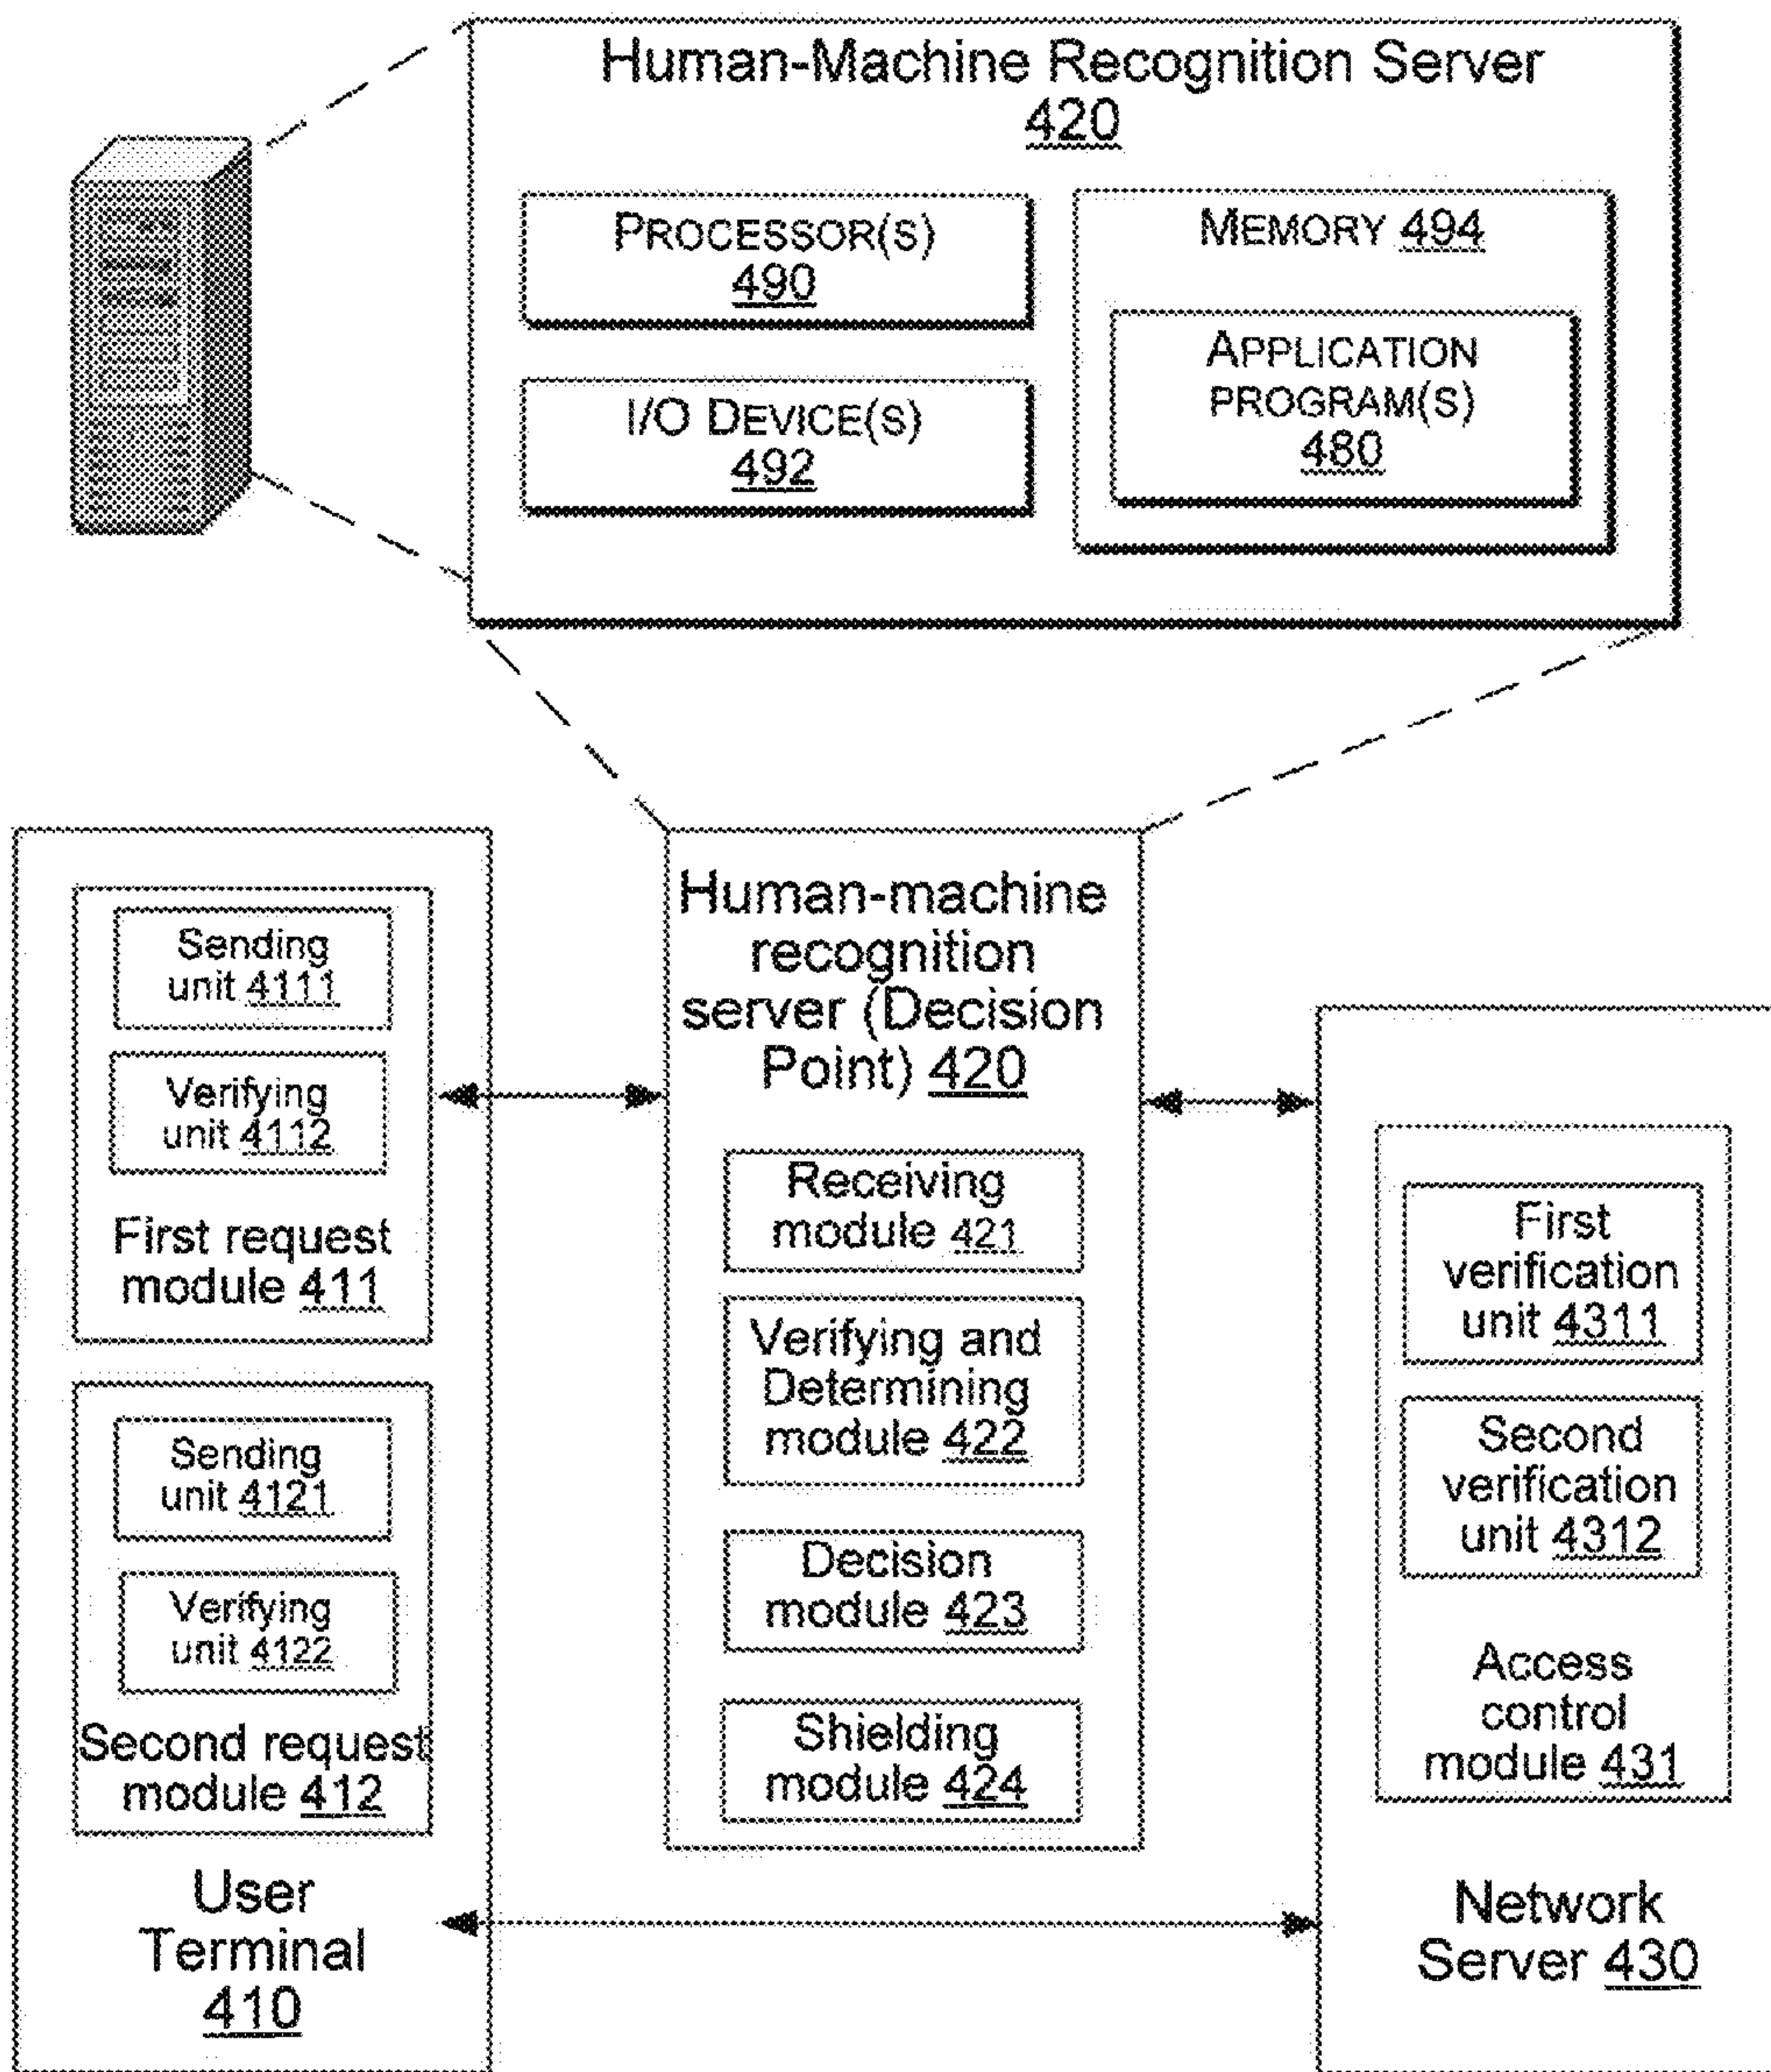 Human-Machine Recognition Server
420
PROCESSOR(S)
490
I/O DEVICE(S)
492
MEMORY 494
APPLICATION
PROGRAM(S)
480
Sending
unit 4111
Verifying
unit 4112
First request
module 411
Sending
unit 4121
Verifying
unit 4122
Second request
module 412
User
Terminal
410
Human-machine
recognition
server (Decision
Point) 420
Receiving
module 421
Verifying and
Determining
module 422
Decision
module 423
Shielding
module 424
First
verification
unit 4311
Second
verification
unit 4312
Access
control
module 431
Network
Server 430